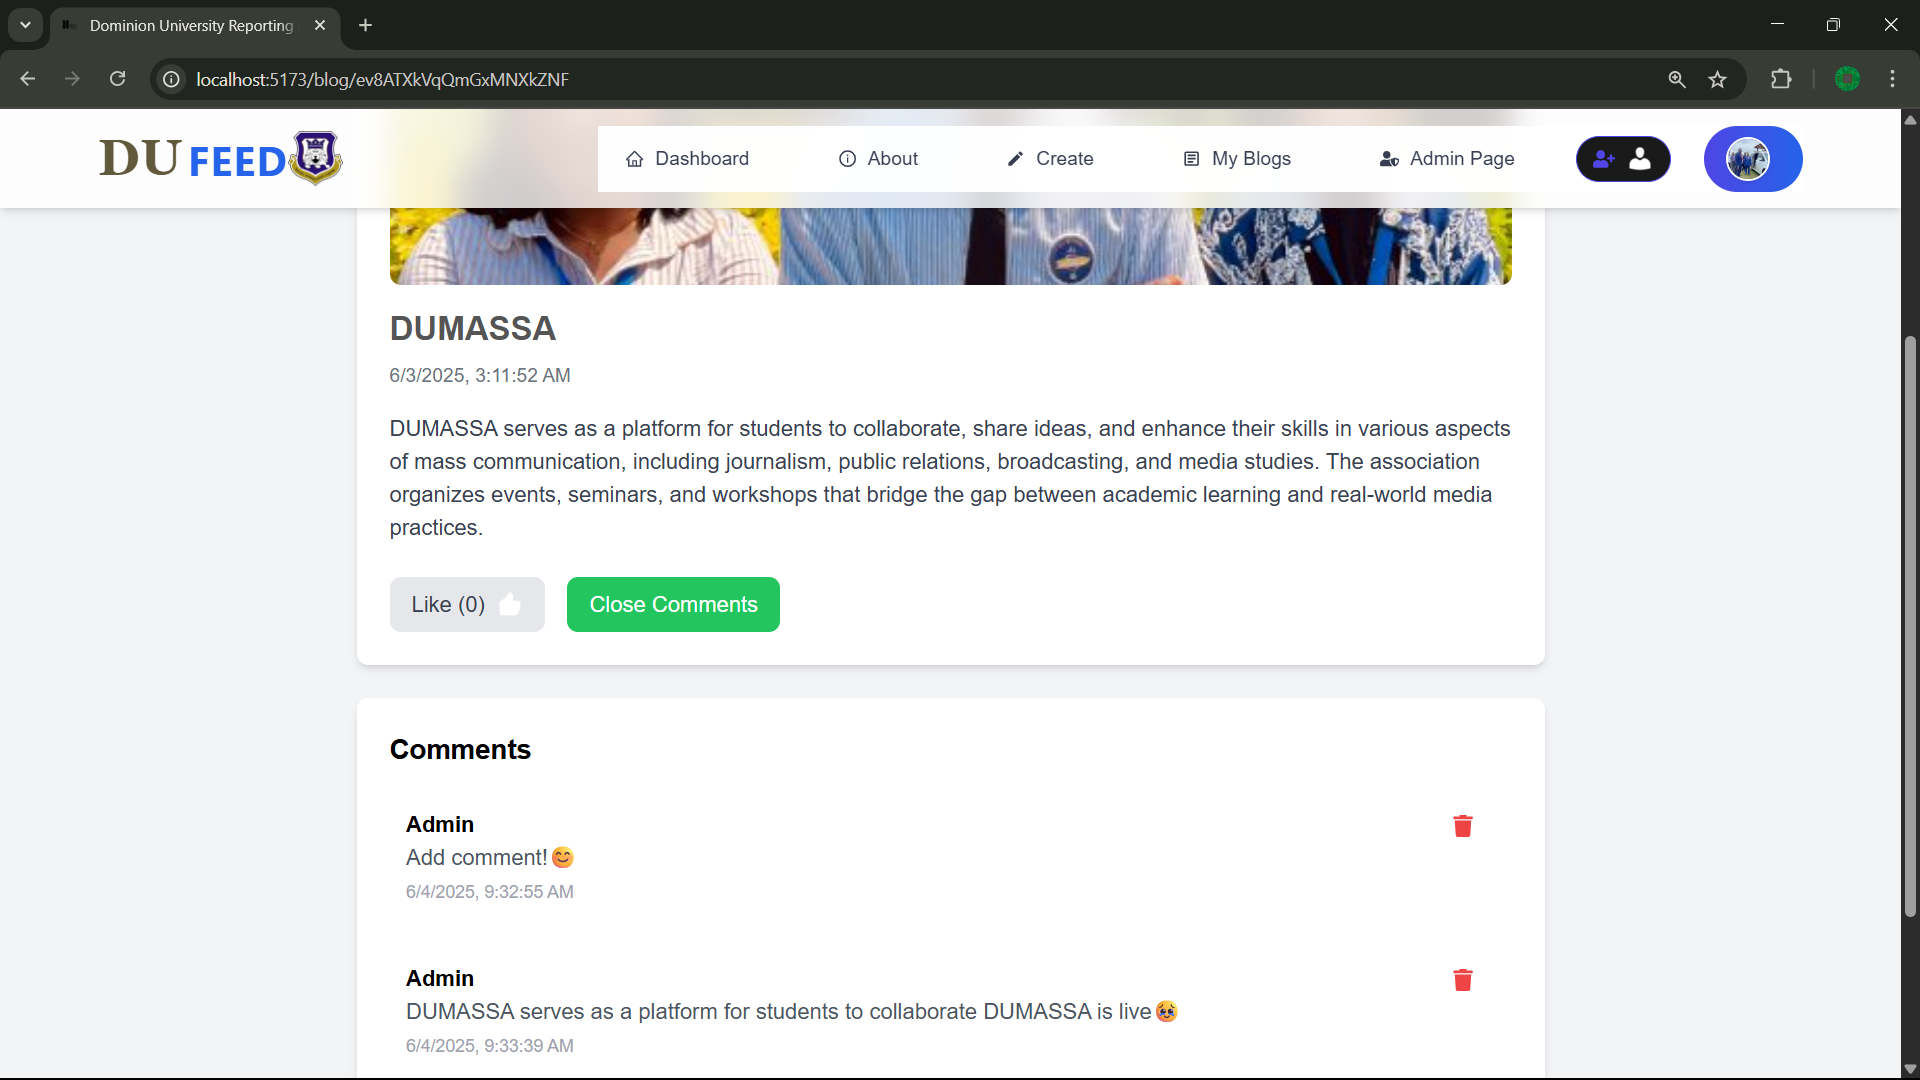 Dominion University Reporting
localhost:5173/blog/ev8ATXkVqQmGxMNXkZNF
DU FEED
Dashboard
About
Create
My Blogs
Admin Page
DUMASSA
6/3/2025, 3:11:52 AM
DUMASSA serves as a platform for students to collaborate, share ideas, and enhance their skills in various aspects
of mass communication, including journalism, public relations, broadcasting, and media studies. The association
organizes events, seminars, and workshops that bridge the gap between academic learning and real-world media
practices.
Like (0)
Close Comments
Comments
Admin
Add comment!😊
6/4/2025, 9:32:55 AM
Admin
DUMASSA serves as a platform for students to collaborate DUMASSA is live🥹
6/4/2025, 9:33:39 AM